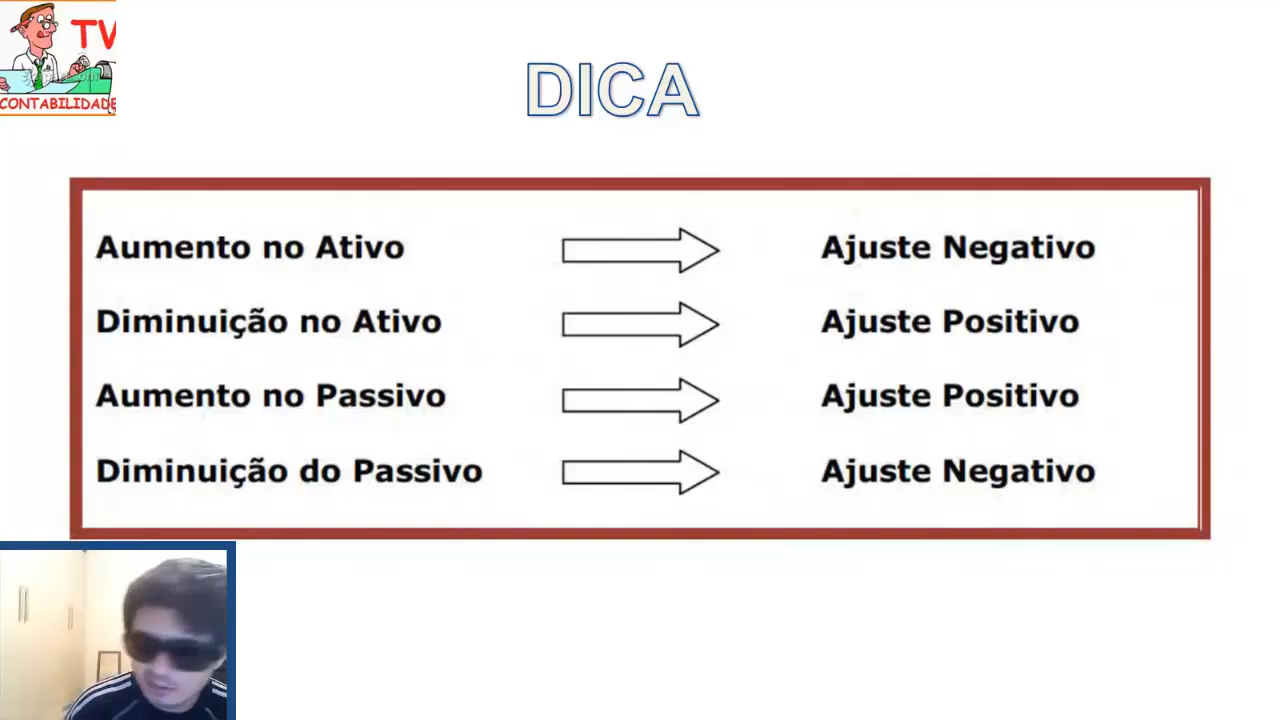 TV
CONTABILIDADE
DICA
Aumento no Ativo Ajuste Negativo
Diminuição no Ativo Ajuste Positivo
Aumento no Passivo Ajuste Positivo
Diminuição do Passivo Ajuste Negativo